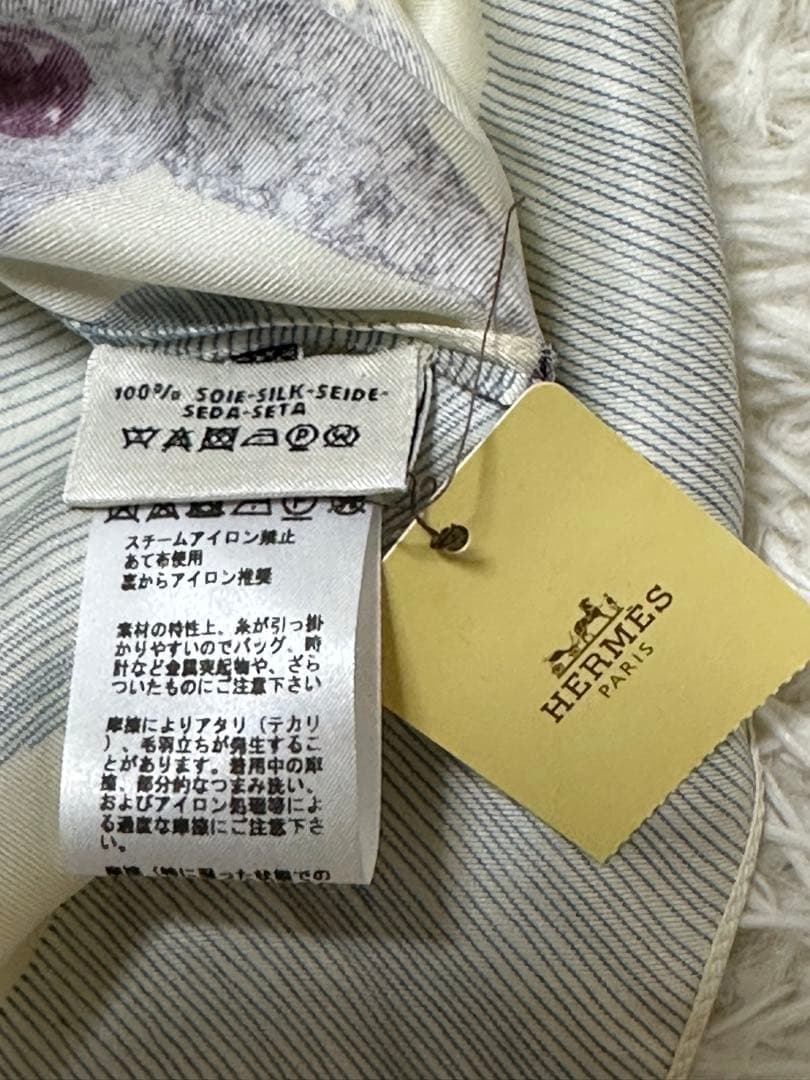 100% SOIE-SILK-SEIDE-
SEDA-SETA
スチームアイロン禁止
あて布使用
裏からアイロン推奨
素材の特性上、糸が引っ掛
かりやすいのでバッグ、時
計など金属突起物や、ざら
ついたものにご注意下さい
摩擦によりアタリ（テカリ
）、毛羽立ちが発生するこ
とがあります。着用中の摩
擦、部分的なつまみ洗い、
およびアイロン処理等によ
る過度な摩擦にご注意下さ
い。
HERMÈS
PARIS